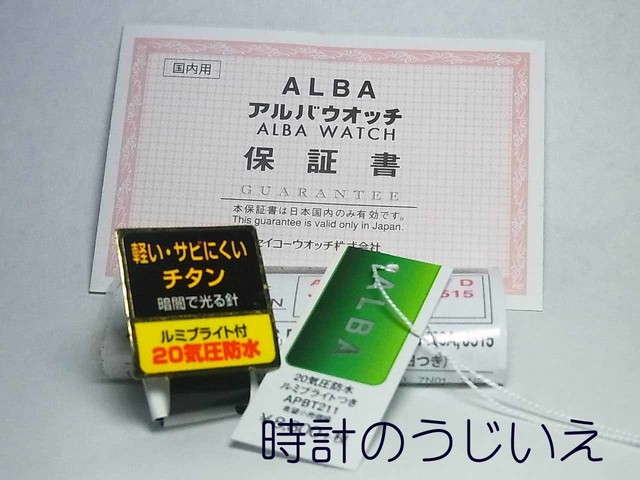 国内用
ALBA
アルバウオッチ
ALBA WATCH
保証書
GUARANTEE
本保証書は日本国内のみ有効です。
This guarantee is valid only in Japan.
セイコーウオッチ株式会社
軽い・サビにくい
チタン
暗闇で光る針
ルミブライト付
20気圧防水
ALBA
20気圧防水
ルミブライトつき
APBT211
時計のうじいえ